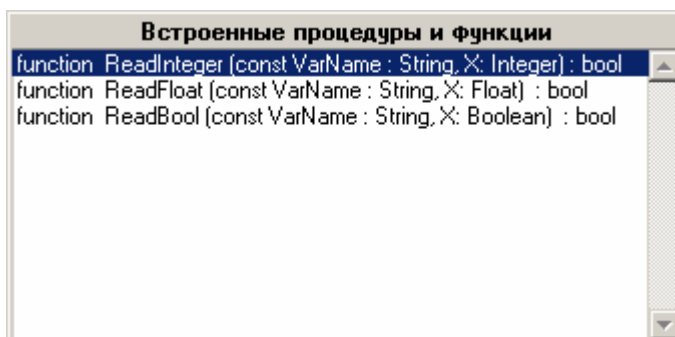 Встроенные процедуры и функции
function ReadInteger (const VarName : String, X: Integer) : bool
function ReadFloat (const VarName : String, X: Float) : bool
function ReadBool (const VarName : String, X: Boolean) : bool